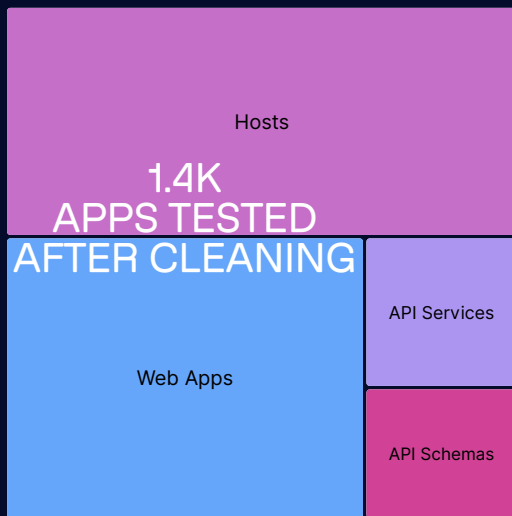 Hosts
1.4K
APPS TESTED
AFTER CLEANING
API Services
Web Apps
API Schemas